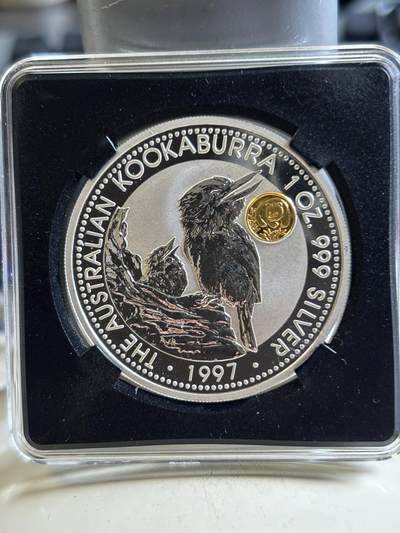 THE AUSTRALIAN KOOKABURRA 1 OZ. 999 SILVER
· 1997 ·